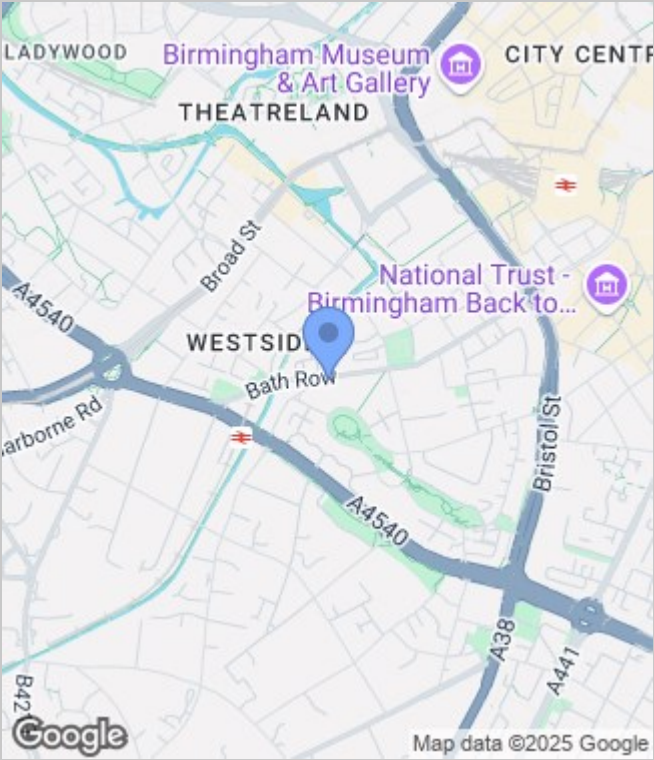 LADYWOOD
Birmingham Museum
& Art Gallery
CITY CENTR
THEATRELAND
Broad St
National Trust -
Birmingham Back to...
A4540
WESTSID
Bath Row
arborne Rd
Bristol St
A4540
A38
A441
B42
Google
Map data ©2025 Google